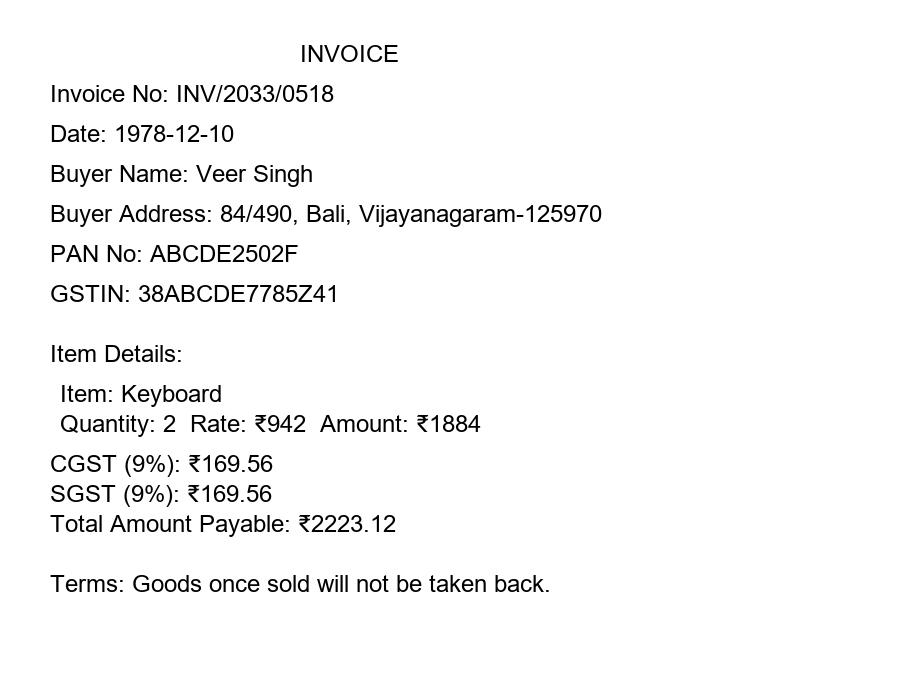 INVOICE
Invoice No: INV/2033/0518
Date: 1978-12-10
Buyer Name: Veer Singh
Buyer Address: 84/490, Bali, Vijayanagaram-125970
PAN No: ABCDE2502F
GSTIN: 38ABCDE7785Z41
Item Details:
Item: Keyboard
Quantity: 2  Rate: ₹942  Amount: ₹1884
CGST (9%): ₹169.56
SGST (9%): ₹169.56
Total Amount Payable: ₹2223.12
Terms: Goods once sold will not be taken back.